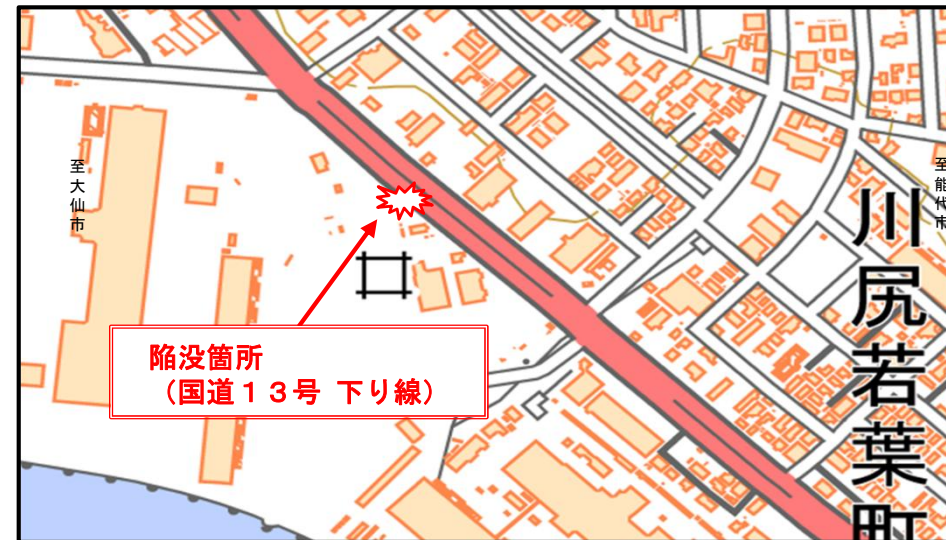 至大仙市
至能代市
川尻若葉町
陥没箇所
（国道１３号 下り線）